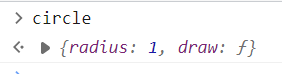 > circle
<· ▶ {radius: 1, draw: ƒ}